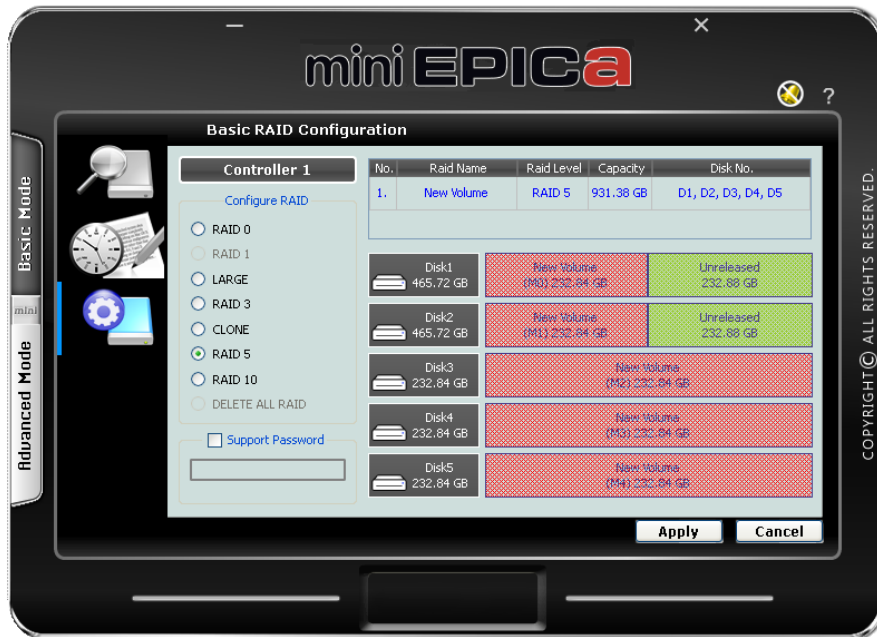 mini EPICa
?
Basic RAID Configuration
Basic Mode
mini
Advanced Mode
Controller 1
Configure RAID
RAID 0
RAID 1
LARGE
RAID 3
CLONE
RAID 5
RAID 10
DELETE ALL RAID
Support Password
No. Raid Name Raid Level Capacity Disk No.
1. New Volume RAID 5 931.38 GB D1, D2, D3, D4, D5
Disk1 New Volume Unreleased
465.72 GB (M0) 232.84 GB 232.88 GB
Disk2 New Volume Unreleased
465.72 GB (M1) 232.84 GB 232.88 GB
Disk3 New Volume
232.84 GB (M2) 232.84 GB
Disk4 New Volume
232.84 GB (M3) 232.84 GB
Disk5 New Volume
232.84 GB (M4) 232.84 GB
Apply Cancel
COPYRIGHT© ALL RIGHTS RESERVED.